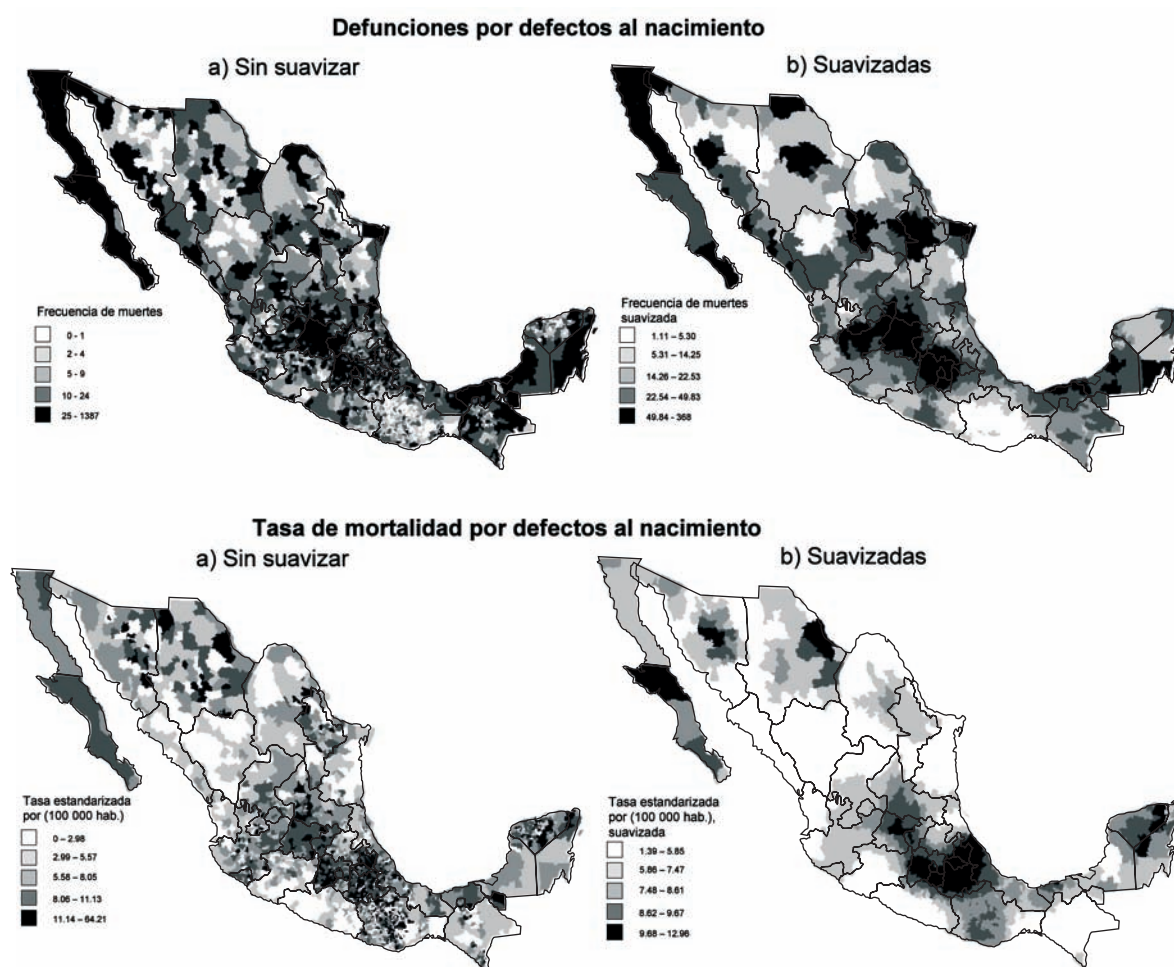 Defunciones por defectos al nacimiento
a) Sin suavizar
b) Suavizadas
Frecuencia de muertes
0 - 1
2 - 4
5 - 9
10 - 24
25 - 1387
Frecuencia de muertes
suavizada
1.11 – 5.30
5.31 – 14.25
14.26 – 22.53
22.54 – 49.83
49.84 - 368
Tasa de mortalidad por defectos al nacimiento
a) Sin suavizar
b) Suavizadas
Tasa estandarizada
por (100 000 hab.)
0 – 2.98
2.99 – 5.57
5.58 – 8.05
8.06 – 11.13
11.14 – 64.21
Tasa estandarizada
por (100 000 hab.),
suavizada
1.39 – 5.85
5.86 – 7.47
7.48 – 8.61
8.62 – 9.67
9.68 – 12.96